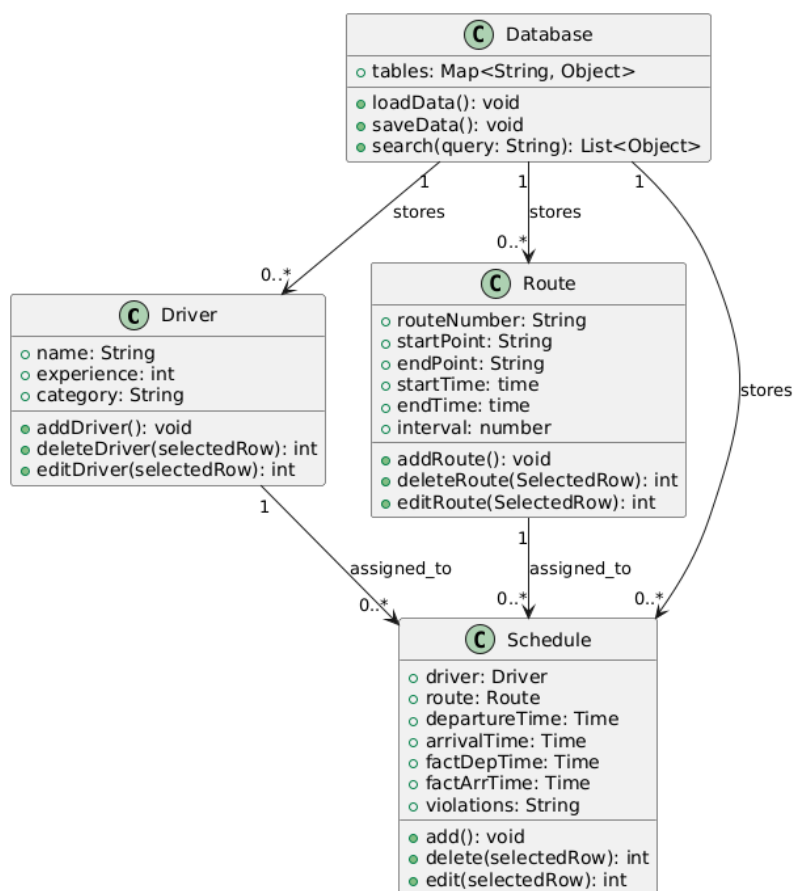 C Database
tables: Map<String, Object>
loadData(): void
saveData(): void
search(query: String): List<Object>
1
1
1
stores
stores
0..*
0..*
C Driver
name: String
experience: int
category: String
addDriver(): void
deleteDriver(selectedRow): int
editDriver(selectedRow): int
C Route
routeNumber: String
startPoint: String
endPoint: String
startTime: time
endTime: time
interval: number
addRoute(): void
deleteRoute(SelectedRow): int
editRoute(SelectedRow): int
stores
1
1
assigned_to
assigned_to
0..*
0..*
0..*
C Schedule
driver: Driver
route: Route
departureTime: Time
arrivalTime: Time
factDepTime: Time
factArrTime: Time
violations: String
add(): void
delete(selectedRow): int
edit(selectedRow): int